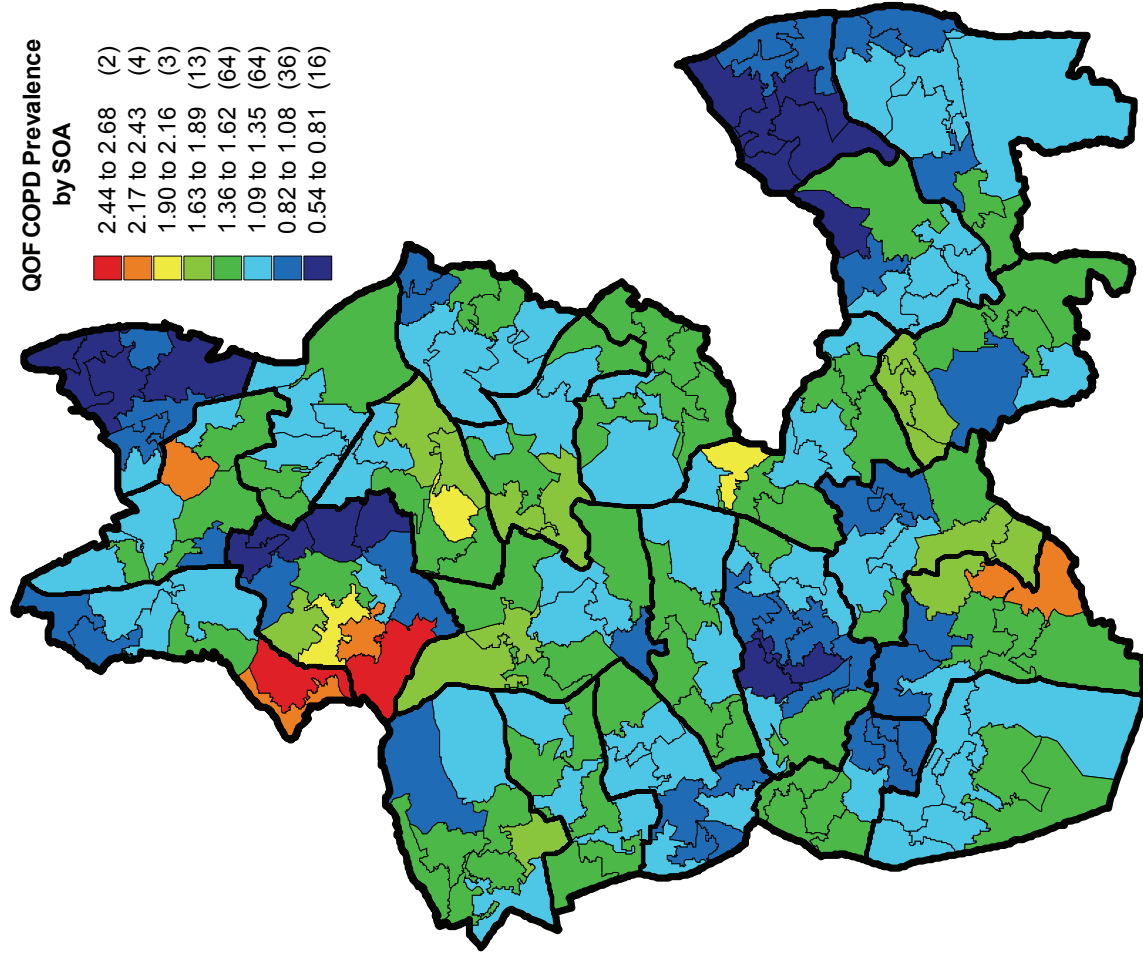 QOF COPD Prevalence
by SOA
2.44 to 2.68 (2)
2.17 to 2.43 (4)
1.90 to 2.16 (3)
1.63 to 1.89 (13)
1.36 to 1.62 (64)
1.09 to 1.35 (64)
0.82 to 1.08 (36)
0.54 to 0.81 (16)